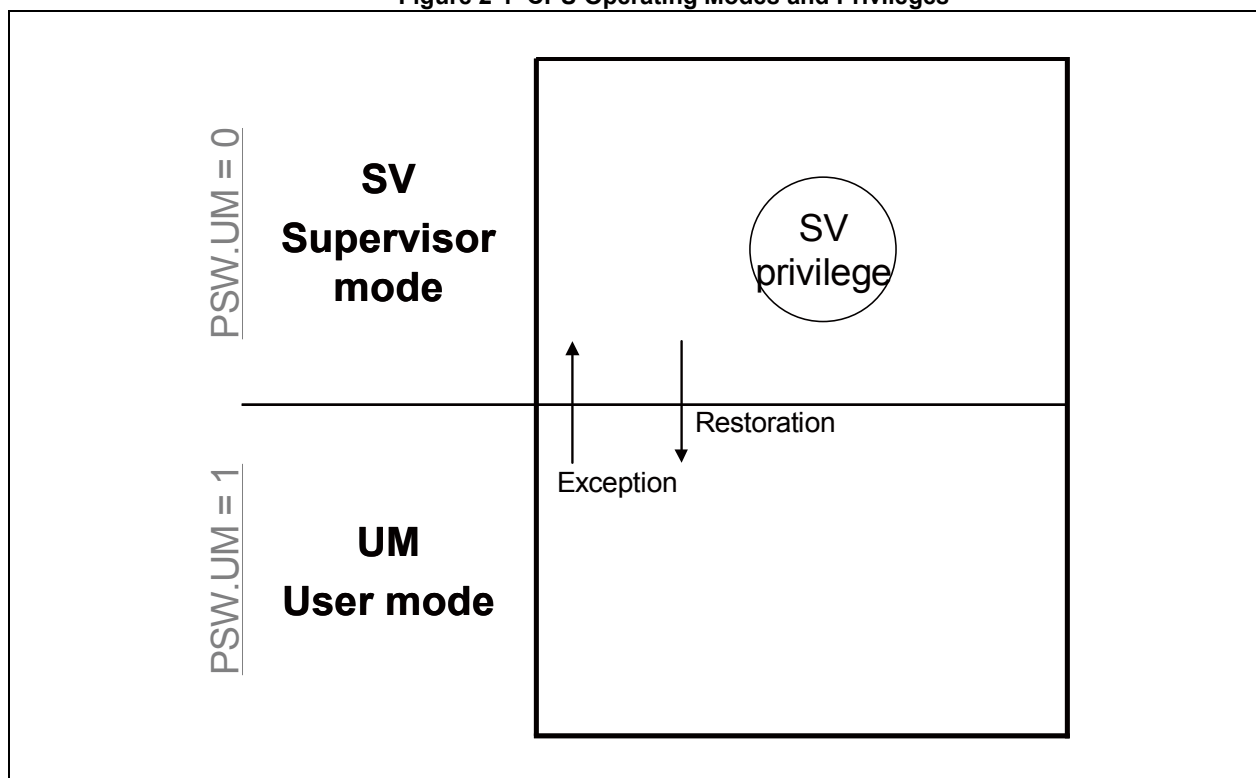 Figure 2-1 CPU Operating Modes and Privileges
PSW.UM = 0
SV
Supervisor
mode
SV
privilege
Restoration
Exception
PSW.UM = 1
UM
User mode